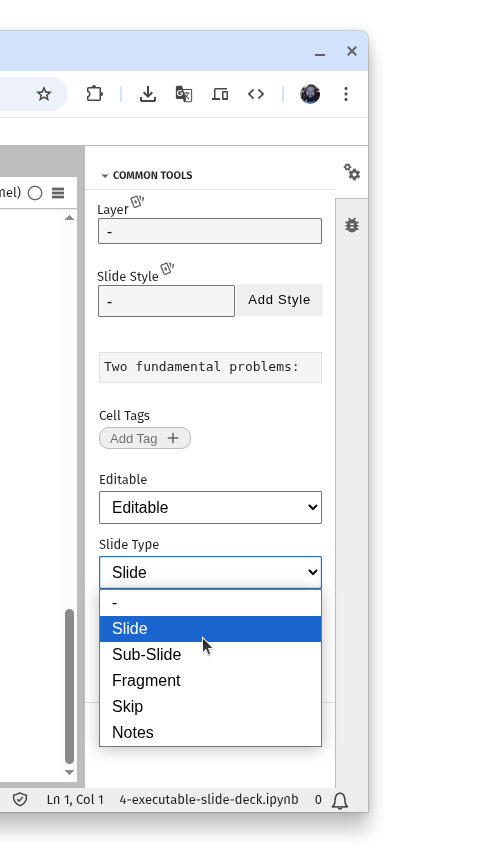 COMMON TOOLS
mel)
Layer
-
Slide Style
-
Add Style
Two fundamental problems:
Cell Tags
Add Tag +
Editable
Editable
Slide Type
Slide
-
Slide
Sub-Slide
Fragment
Skip
Notes
Ln 1, Col 1 4-executable-slide-deck.ipynb 0